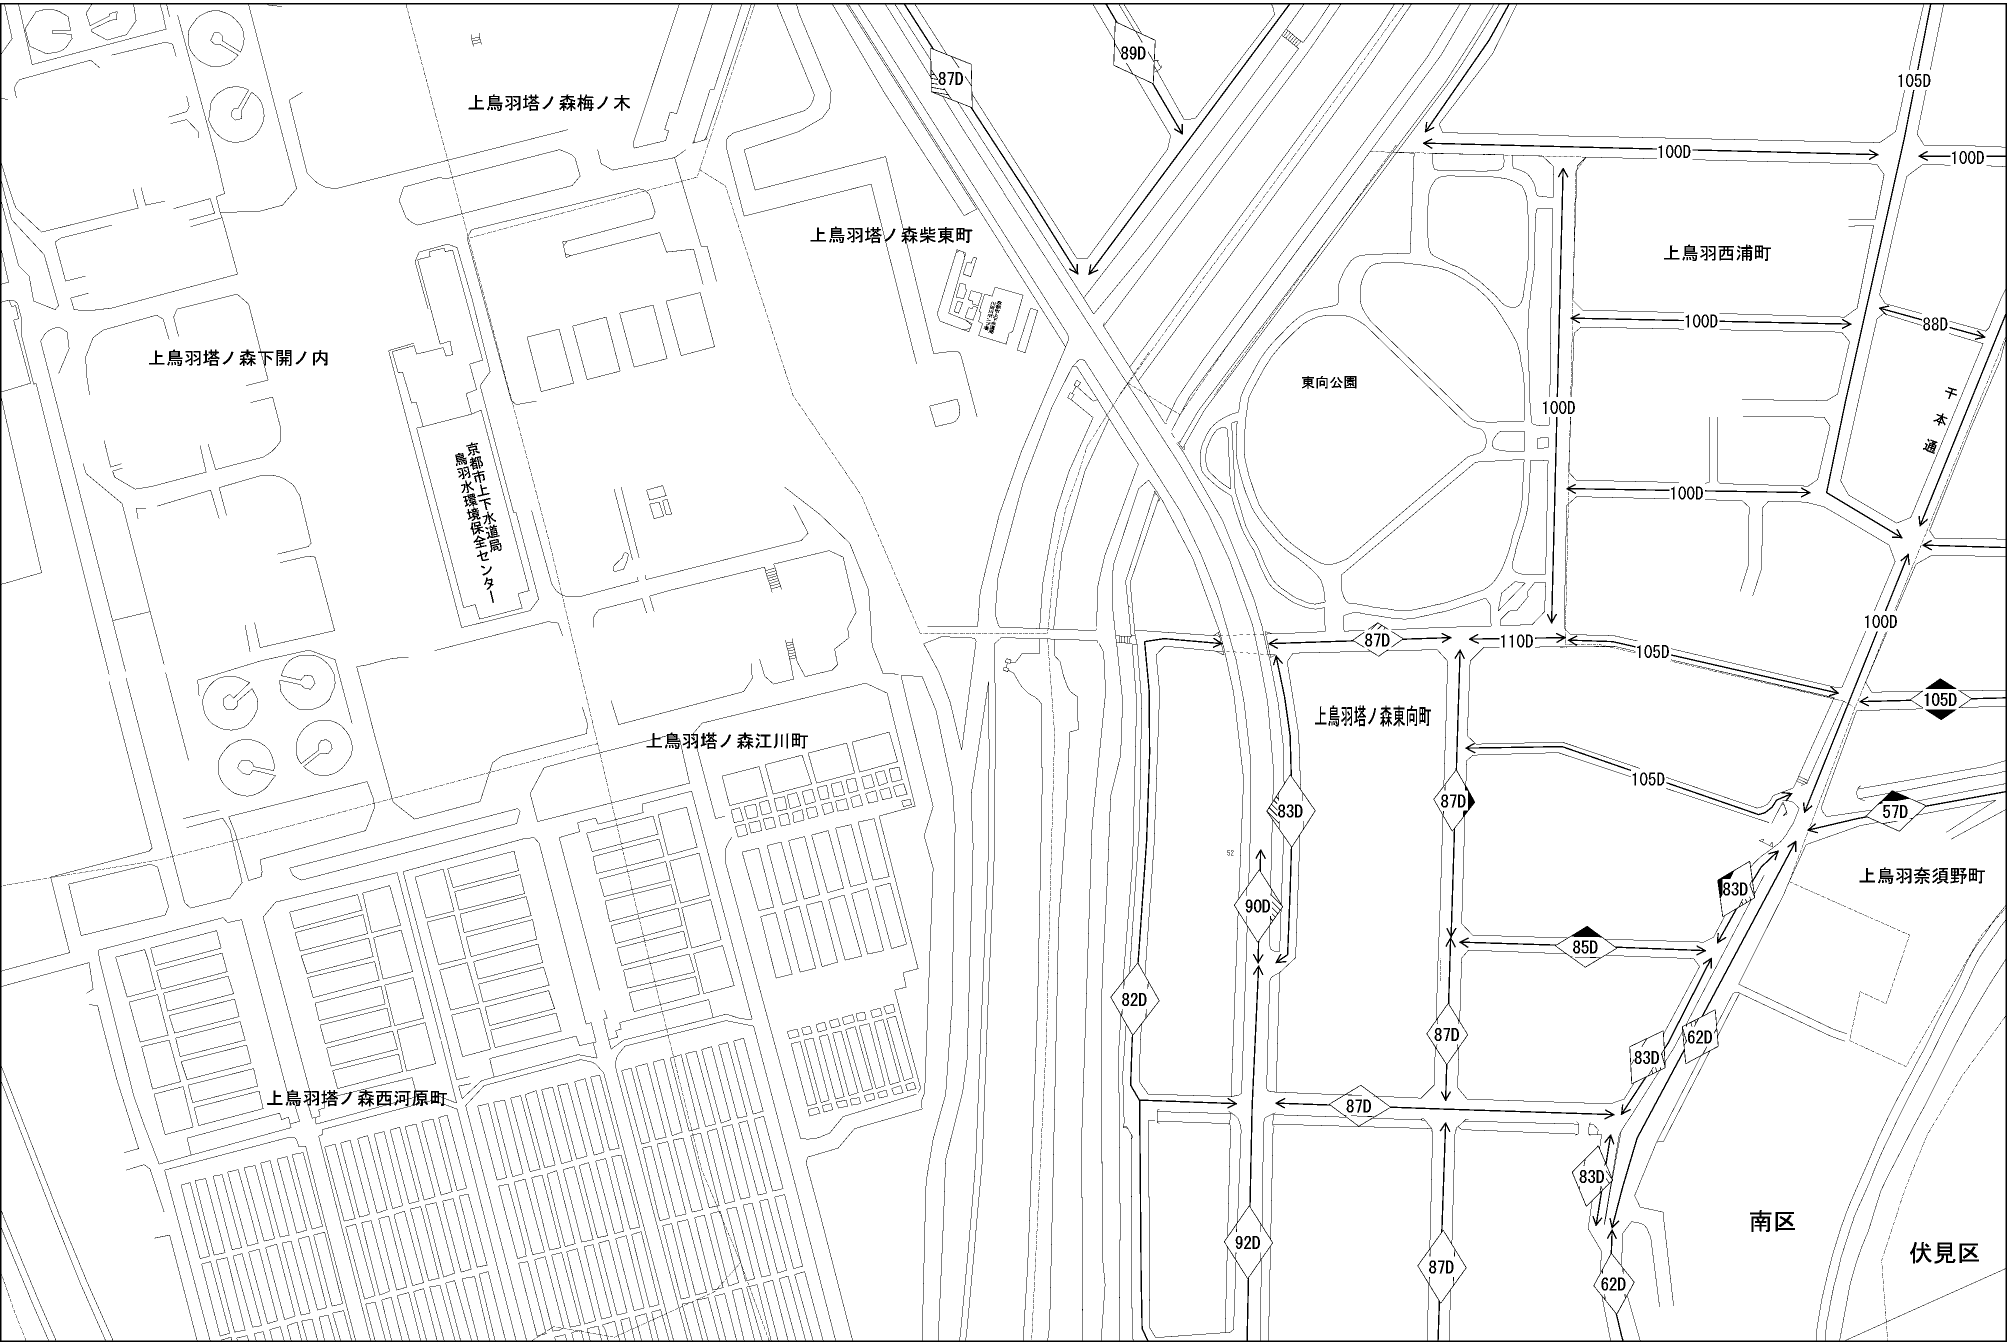 89D
87D
105D
上鳥羽塔ノ森梅ノ木
100D
100D
上鳥羽塔ノ森柴東町
上鳥羽西浦町
100D
88D
上鳥羽塔ノ森下開ノ内
東向公園
千本通
100D
京都市上下水道局
鳥羽水環境保全センター
100D
100D
87D
110D
105D
105D
上鳥羽塔ノ森東向町
上鳥羽塔ノ森江川町
105D
87D
83D
57D
52
上鳥羽奈須野町
83D
90D
85D
82D
87D
62D
83D
上鳥羽塔ノ森西河原町
87D
83D
南区
92D
伏見区
87D
62D